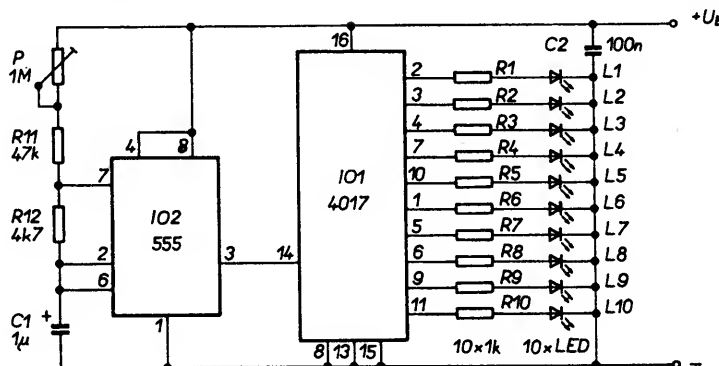 +U
16
C2
100n
P
1M
2
R1
L1
3
R2
L2
4
R3
L3
R11
47k
4
8
7
R4
L4
7
IO2
555
IO1
4017
10
R5
L5
1
R6
L6
R12
4k7
5
R7
L7
2
3
14
6
R8
L8
6
9
R9
L9
C1
+
1µ
1
11
R10
L10
8
13
15
10×1k
10×LED